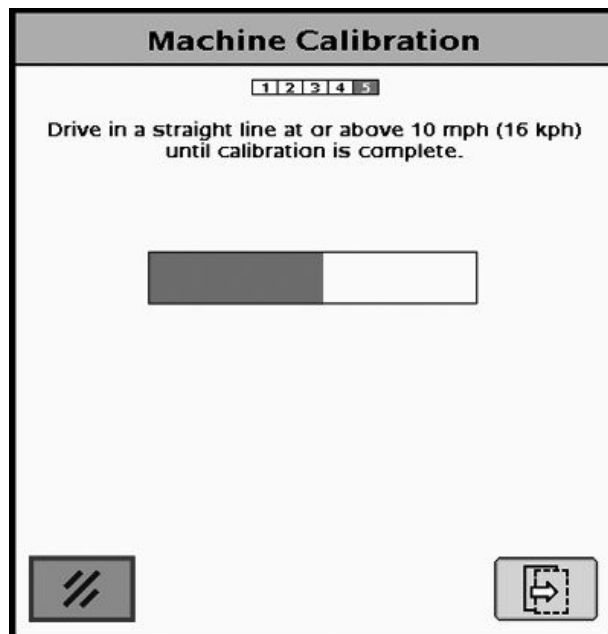 Machine Calibration
1 2 3 4 5
Drive in a straight line at or above 10 mph (16 kph)
until calibration is complete.